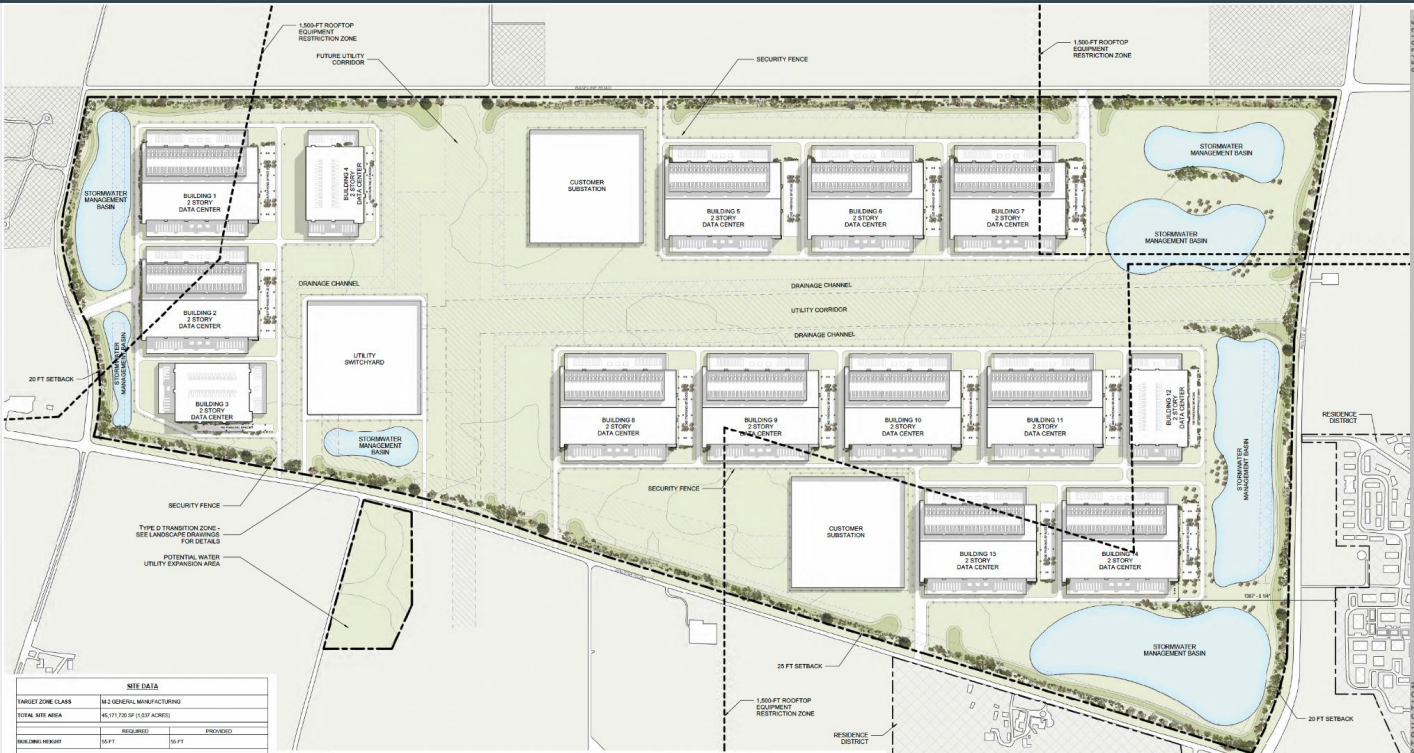 1,500-FT ROOFTOP
EQUIPMENT
RESTRICTION ZONE
FUTURE UTILITY
CORRIDOR
SECURITY FENCE
1,500-FT ROOFTOP
EQUIPMENT
RESTRICTION ZONE
BASELINE ROAD
STORMWATER
MANAGEMENT
BASIN
BUILDING 1
2 STORY
DATA CENTER
BUILDING 4
2 STORY
DATA CENTER
CUSTOMER
SUBSTATION
BUILDING 5
2 STORY
DATA CENTER
BUILDING 6
2 STORY
DATA CENTER
BUILDING 7
2 STORY
DATA CENTER
STORMWATER
MANAGEMENT BASIN
STORMWATER
MANAGEMENT BASIN
BUILDING 2
2 STORY
DATA CENTER
DRAINAGE CHANNEL
DRAINAGE CHANNEL
UTILITY CORRIDOR
DRAINAGE CHANNEL
UTILITY
SWITCHYARD
20 FT SETBACK
STORMWATER
MANAGEMENT BASIN
BUILDING 3
2 STORY
DATA CENTER
STORMWATER
MANAGEMENT
BASIN
BUILDING 8
2 STORY
DATA CENTER
BUILDING 9
2 STORY
DATA CENTER
BUILDING 10
2 STORY
DATA CENTER
BUILDING 11
2 STORY
DATA CENTER
BUILDING 12
2 STORY
DATA CENTER
STORMWATER
MANAGEMENT BASIN
RESIDENCE
DISTRICT
SECURITY FENCE
SECURITY FENCE
TYPE D TRANSITION ZONE -
SEE LANDSCAPE DRAWINGS
FOR DETAILS
POTENTIAL WATER
UTILITY EXPANSION AREA
CUSTOMER
SUBSTATION
BUILDING 13
2 STORY
DATA CENTER
BUILDING 14
2 STORY
DATA CENTER
STORMWATER
MANAGEMENT BASIN
25 FT SETBACK
1,500-FT ROOFTOP
EQUIPMENT
RESTRICTION ZONE
RESIDENCE
DISTRICT
20 FT SETBACK
SITE DATA
TARGET ZONE CLASS M-2 GENERAL MANUFACTURING
TOTAL SITE AREA 45,171,720 SF (1,037 ACRES)
REQUIRED PROVIDED
BUILDING HEIGHT 55 FT 55 FT